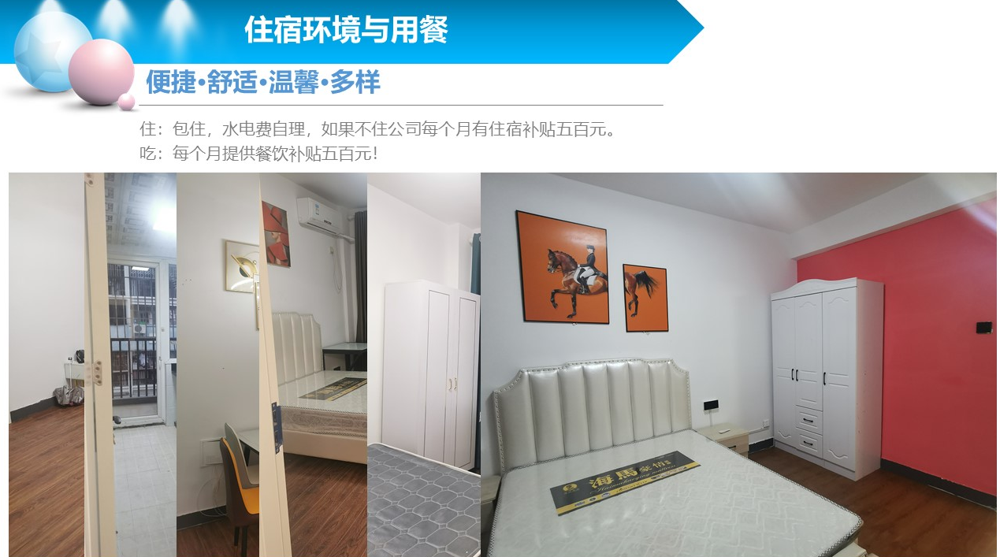 住宿环境与用餐
便捷•舒适•温馨•多样
住：包住，水电费自理，如果不住公司每个月有住宿补贴五百元。
吃：每个月提供餐饮补贴五百元！
海馬